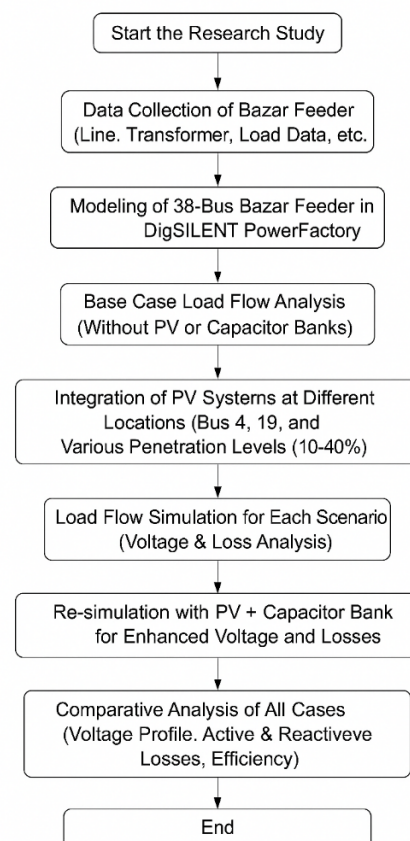 Start the Research Study
Data Collection of Bazar Feeder
(Line. Transformer, Load Data, etc.
Modeling of 38-Bus Bazar Feeder in
DigSILENT PowerFactory
Base Case Load Flow Analysis
(Without PV or Capacitor Banks)
Integration of PV Systems at Different
Locations (Bus 4, 19, and
Various Penetration Levels (10-40%)
Load Flow Simulation for Each Scenario
(Voltage & Loss Analysis)
Re-simulation with PV + Capacitor Bank
for Enhanced Voltage and Losses
Comparative Analysis of All Cases
(Voltage Profile. Active & Reactiveve
Losses, Efficiency)
End